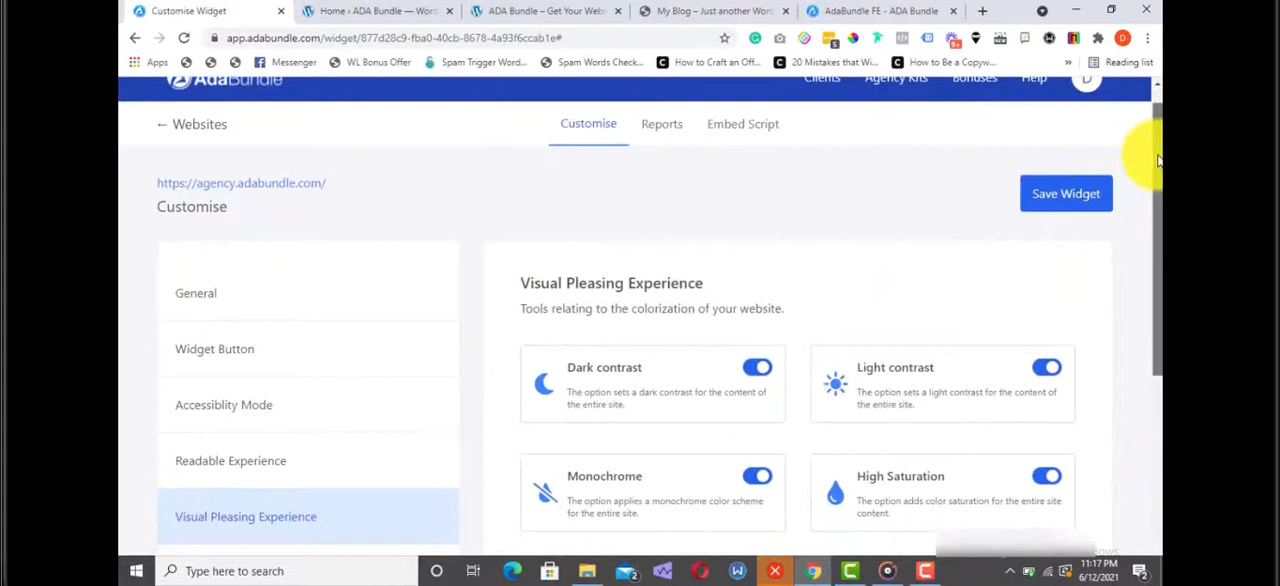 Customise Widget
Home › ADA Bundle — Wor
ADA Bundle – Get Your Web
My Blog – Just another Wor
AdaBundle FE - ADA Bundle
app.adabundle.com/widget/877d28c9-fba0-40cb-8678-4a93f6ccab1e#
Apps
Messenger
WL Bonus Offer
Spam Trigger Word...
Spam Words Check...
How to Craft an Off...
20 Mistakes that Wi...
How to Be a Copyw...
»
Reading list
AdaBundle
Clients
Agency Kits
Bonuses
Help
D
← Websites
Customise
Reports
Embed Script
https://agency.adabundle.com/
Customise
Save Widget
General
Widget Button
Accessiblity Mode
Readable Experience
Visual Pleasing Experience
Visual Pleasing Experience
Tools relating to the colorization of your website.
Dark contrast
The option sets a dark contrast for the content of
the entire site.
Light contrast
The option sets a light contrast for the content of
the entire site.
Monochrome
The option applies a monochrome color scheme
for the entire site.
High Saturation
The option adds color saturation for the entire site
content.
Type here to search
11:17 PM
6/12/2021